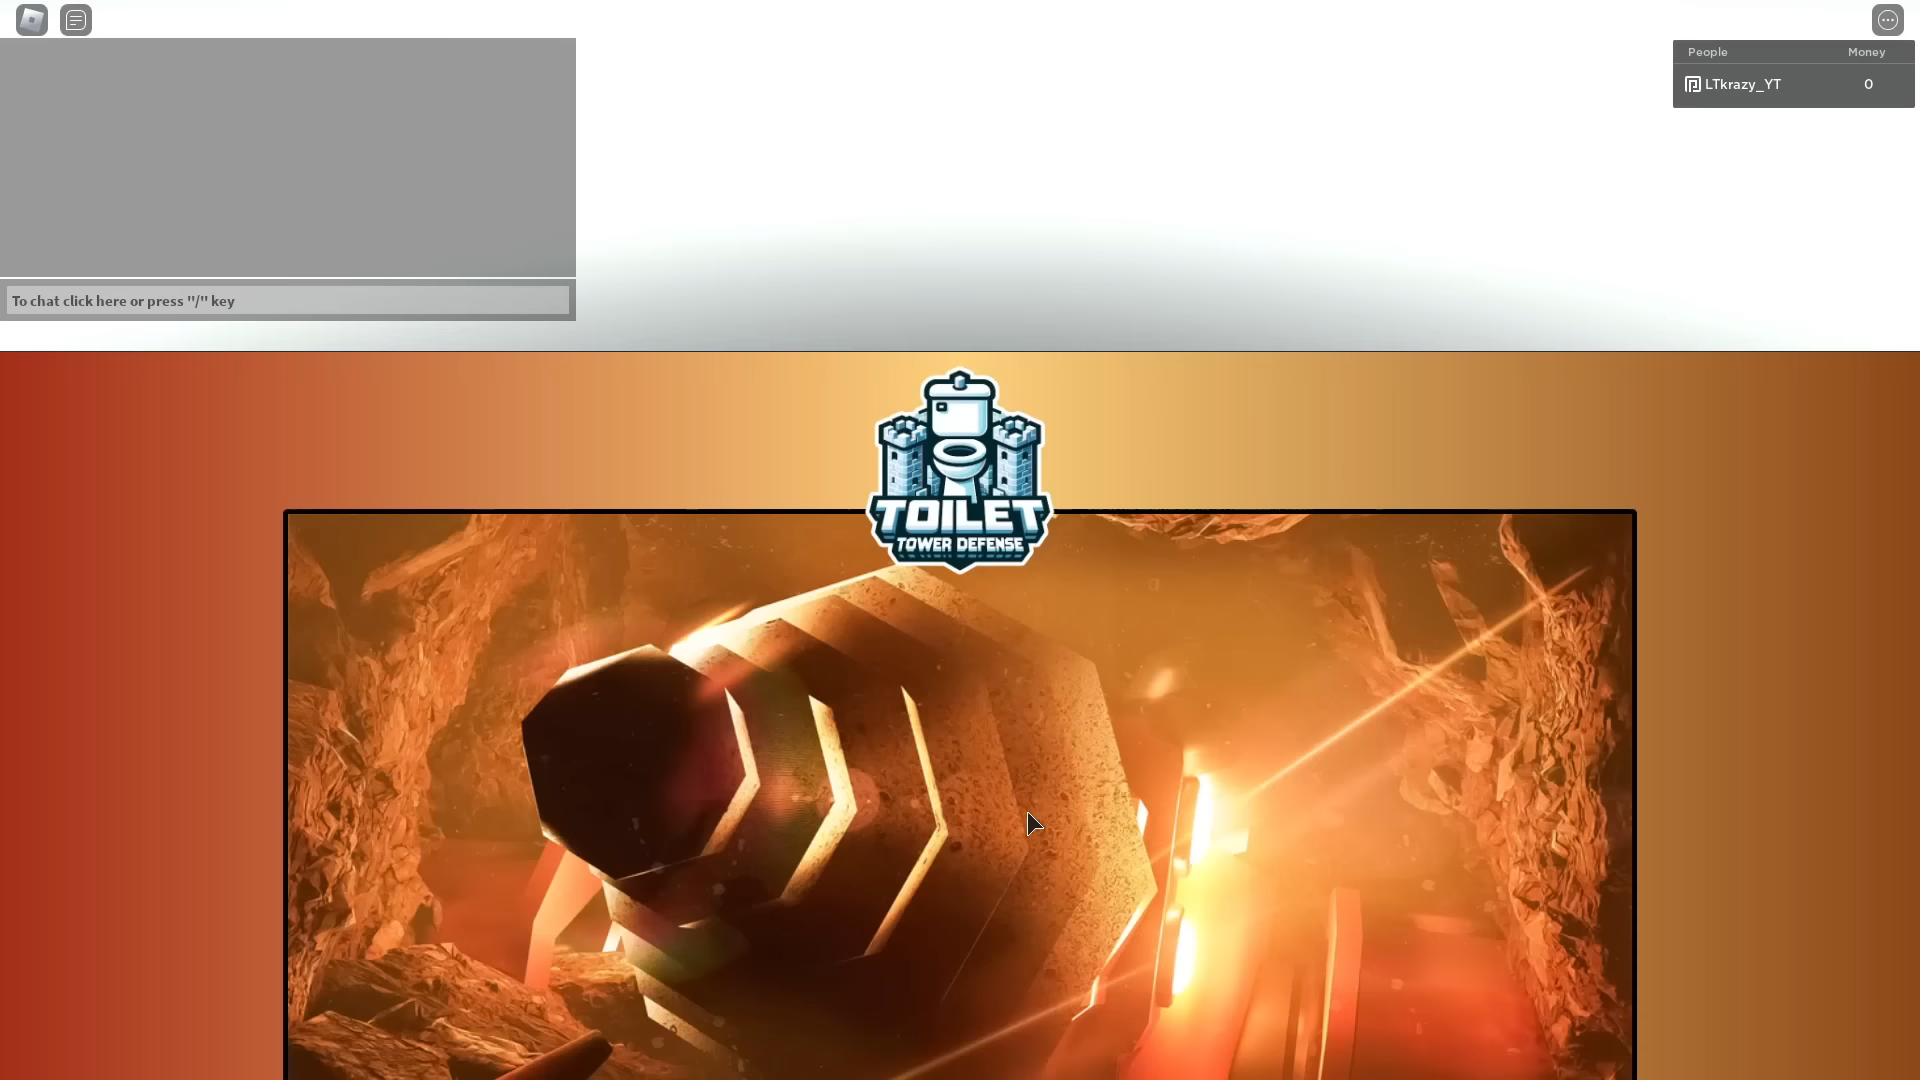 People Money
LTkrazy_YT 0
To chat click here or press "/" key
TOILET
TOWER DEFENSE